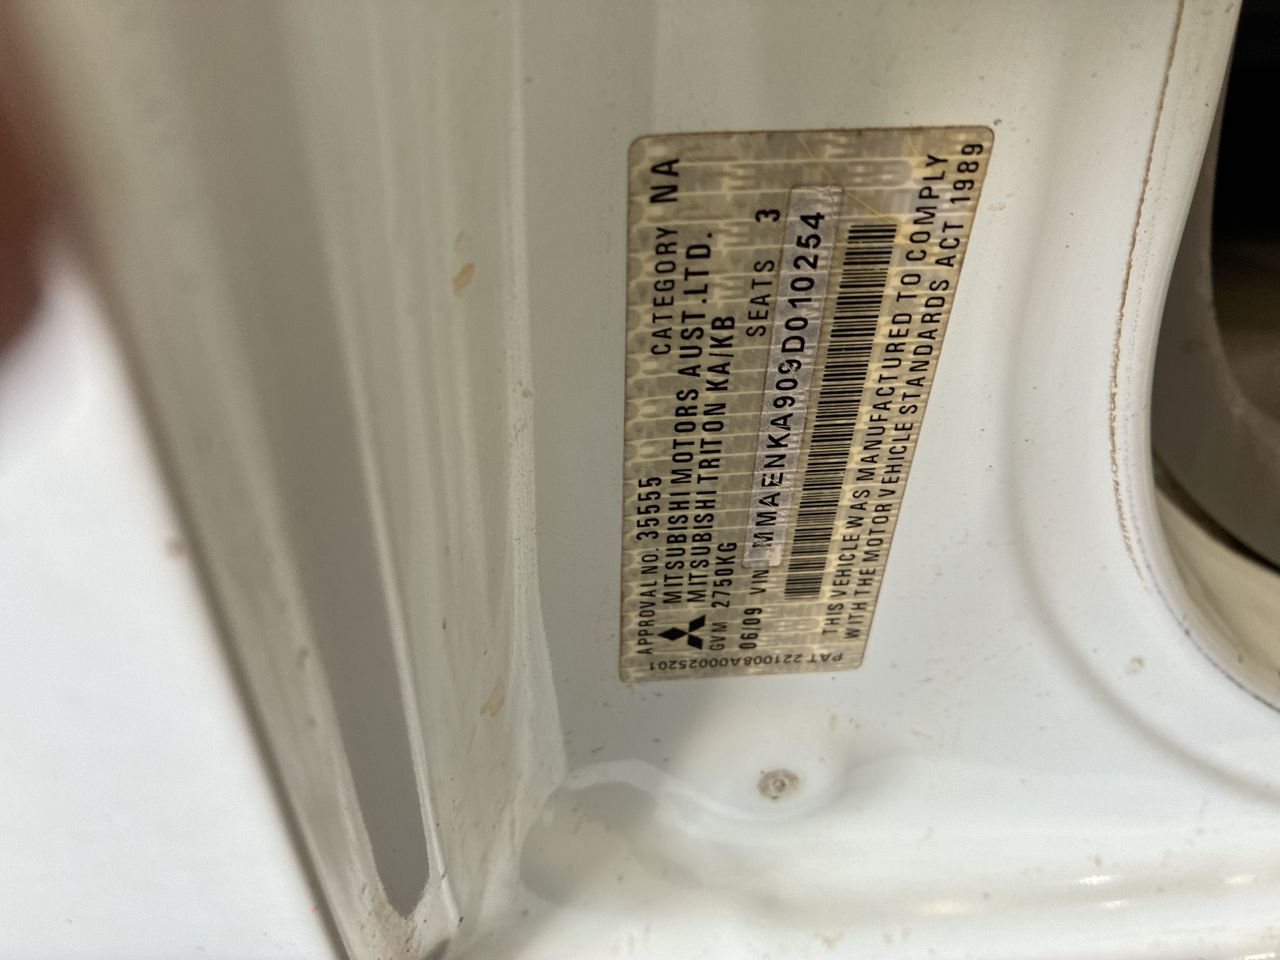 APPROVAL NO. 35555 CATEGORY NA
MITSUBISHI MOTORS AUST.LTD.
MITSUBISHI TRITON KA/KB
GVM 2750KG SEATS 3
06/09 VIN MMAENKA909D010254
THIS VEHICLE WAS MANUFACTURED TO COMPLY
WITH THE MOTOR VEHICLE STANDARDS ACT 1989
PAT 221008A00025201